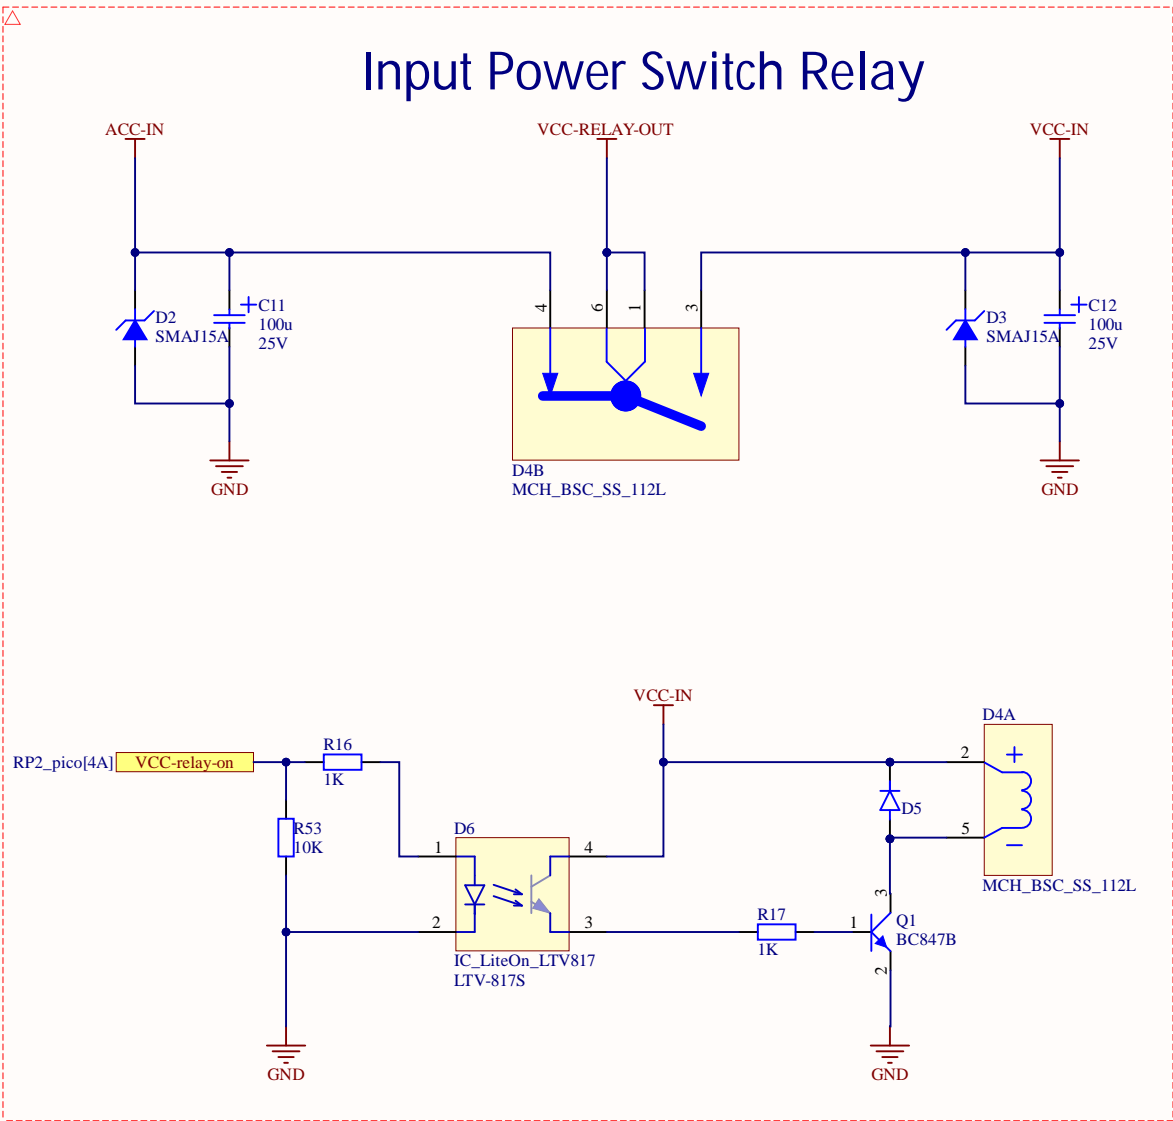 Input Power Switch Relay
ACC-IN
VCC-RELAY-OUT
VCC-IN
4
6
1
3
D2
SMAJ15A
C11
100u
25V
D3
SMAJ15A
C12
100u
25V
GND
D4B
MCH_BSC_SS_112L
GND
VCC-IN
D4A
RP2_pico[4A]
VCC-relay-on
R16
1K
2
D5
R53
10K
D6
5
1
4
MCH_BSC_SS_112L
3
2
3
R17
1K
1
Q1
BC847B
IC_LiteOn_LTV817
LTV-817S
2
GND
GND